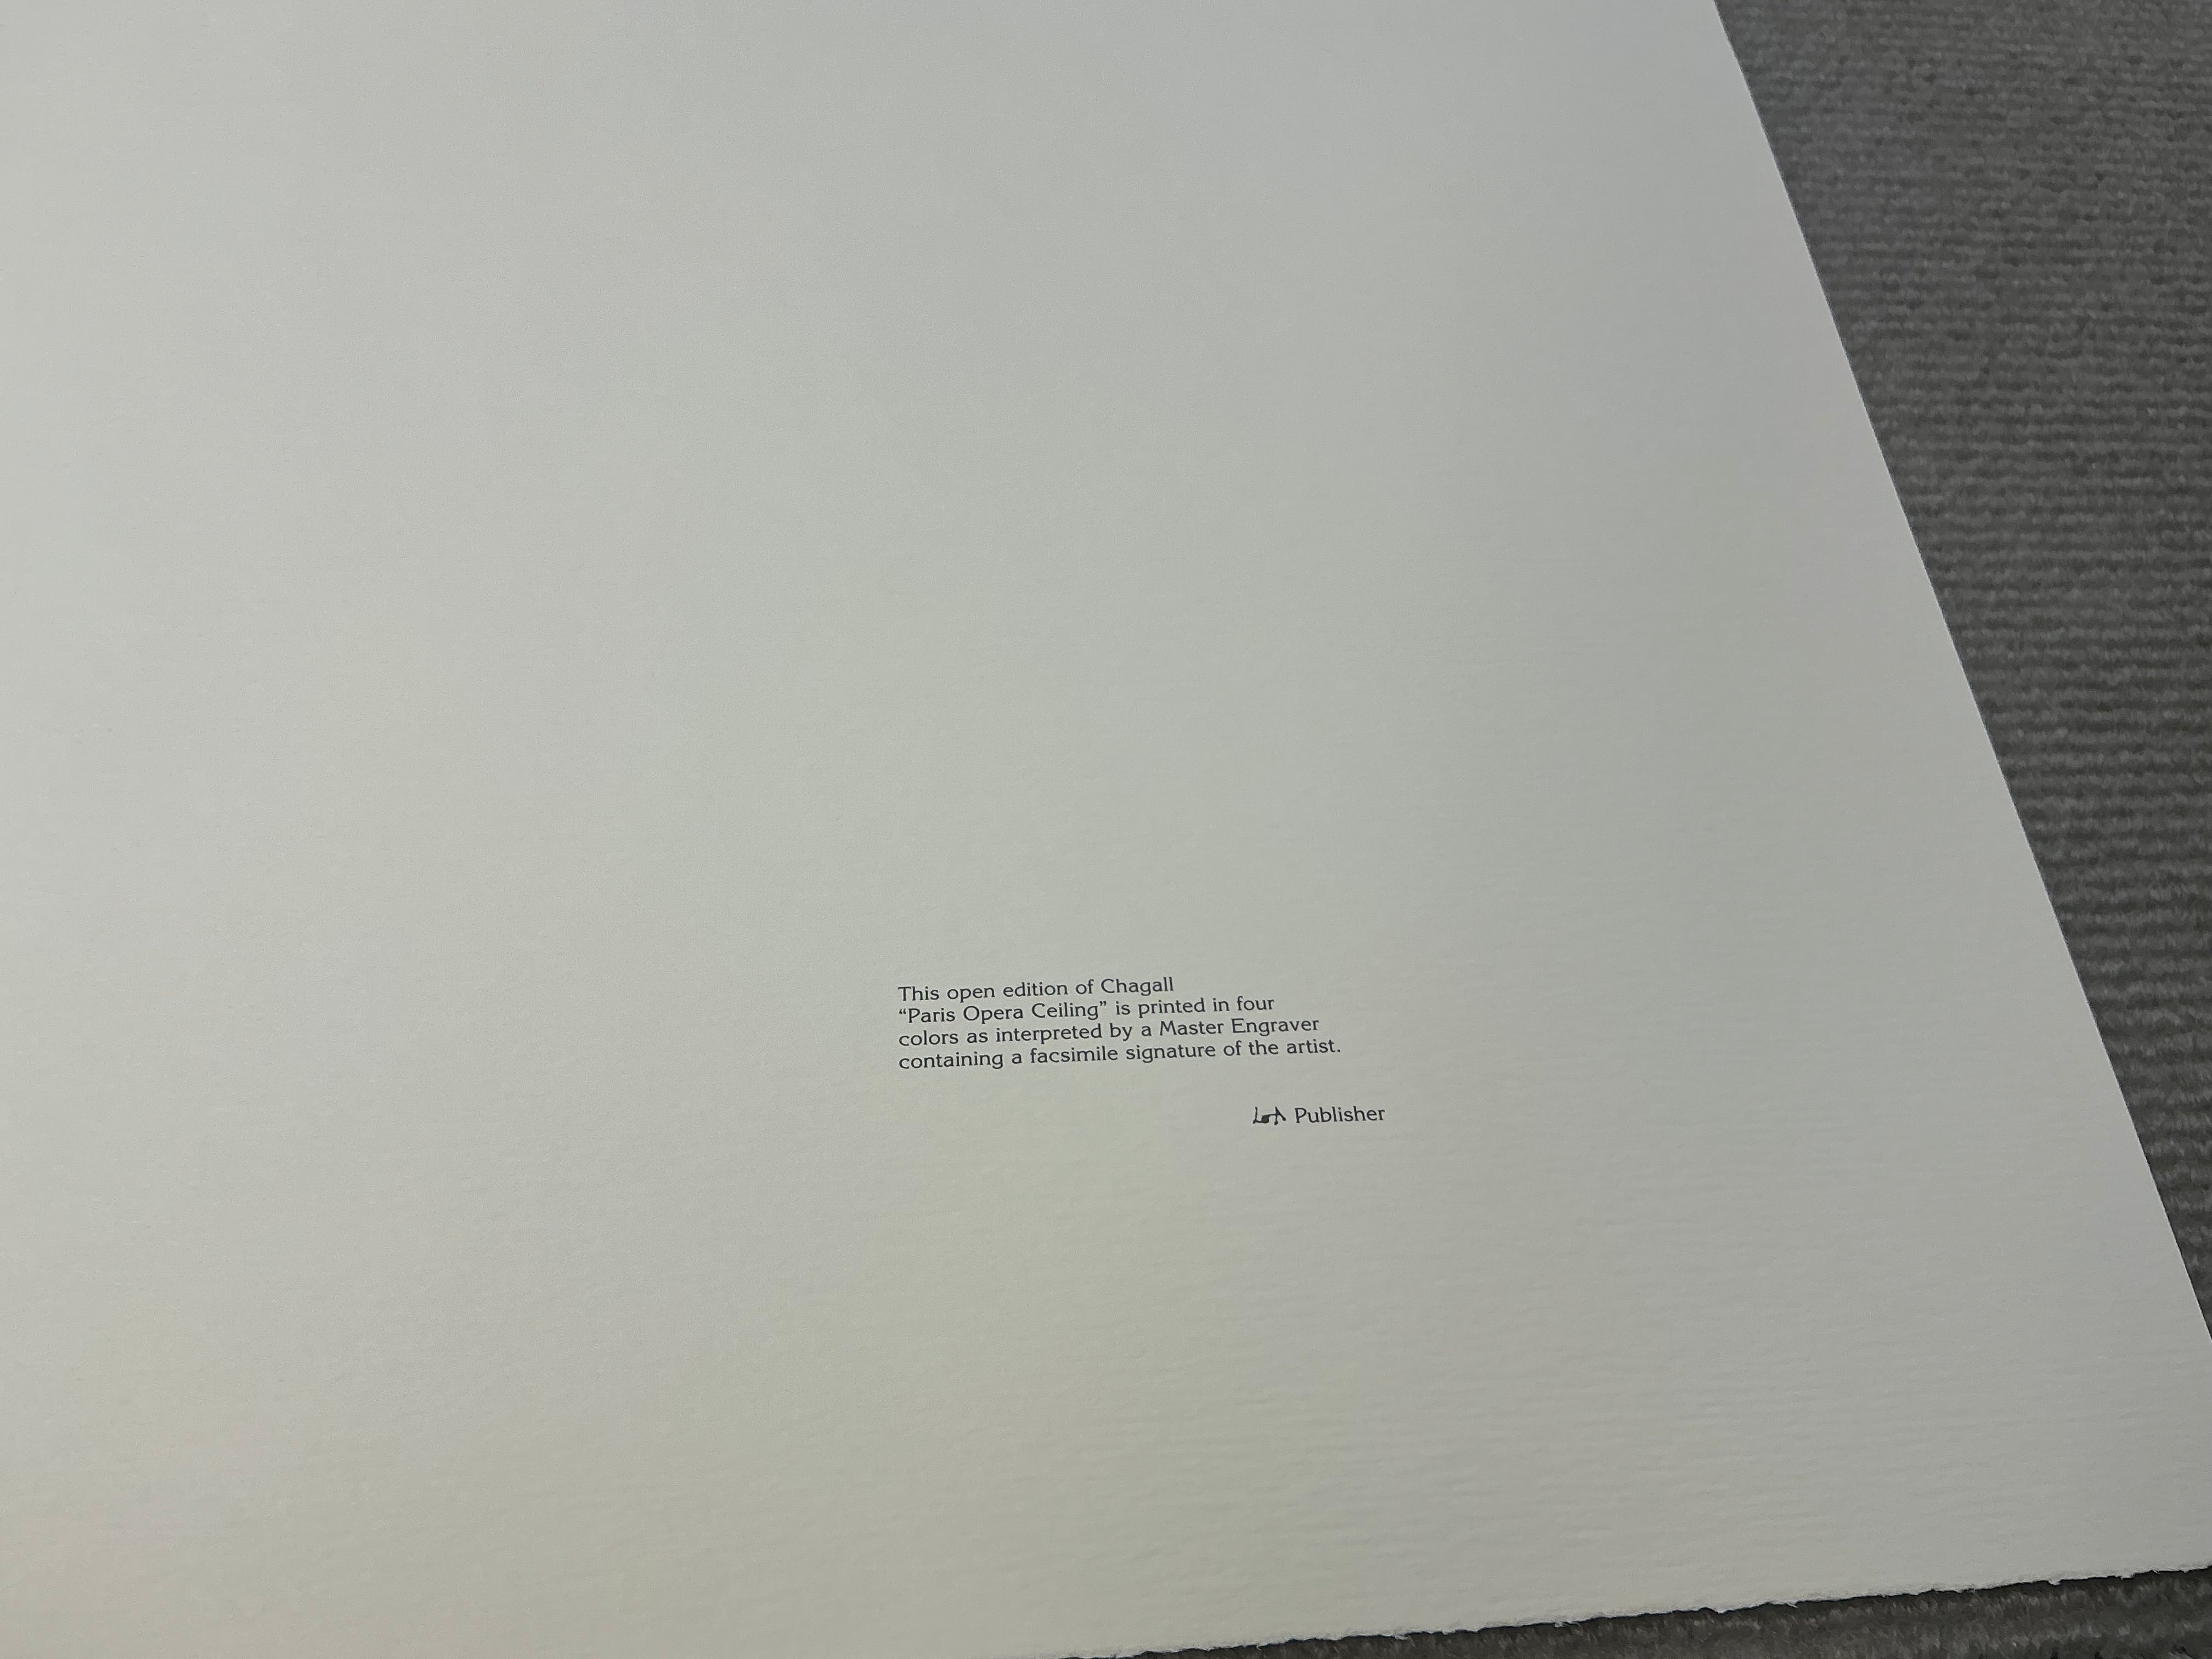 This open edition of Chagall
“Paris Opera Ceiling” is printed in four
colors as interpreted by a Master Engraver
containing a facsimile signature of the artist.
Publisher